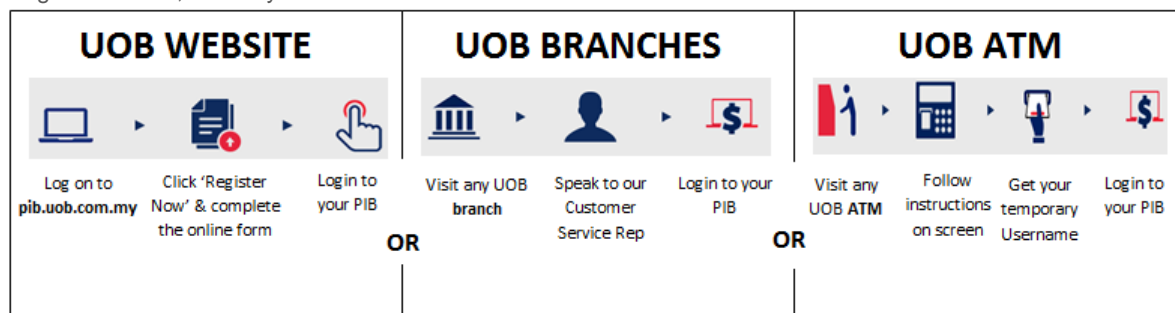 UOB WEBSITE
Log on to
pib.uob.com.my
Click ‘Register
Now’ & complete
the online form
Login to
your PIB
OR
UOB BRANCHES
Visit any UOB
branch
Speak to our
Customer
Service Rep
Login to your
PIB
OR
UOB ATM
Visit any
UOB ATM
Follow
instructions
on screen
Get your
temporary
Username
Login to
your PIB